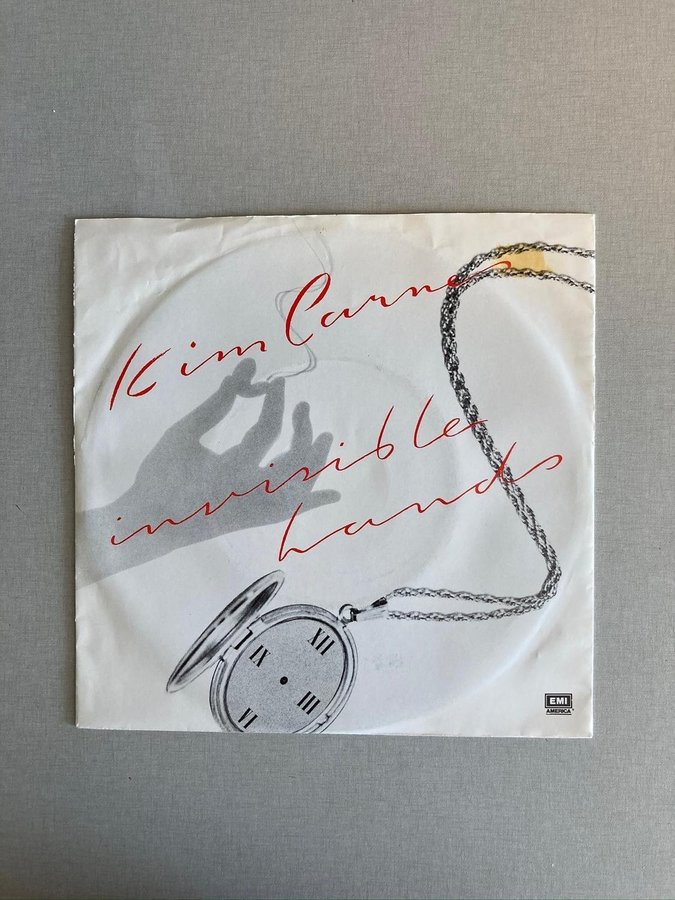 Kim Carnes
invisible
hands
XII
IX
III
VI
EMI
AMERICA